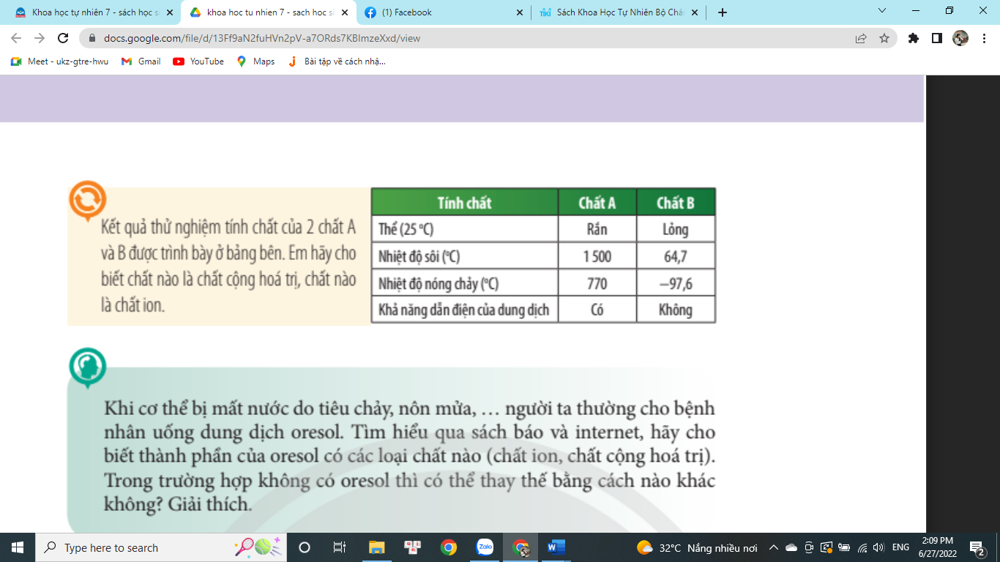 Khoa học tự nhiên 7 - sách học s
khoa hoc tu nhien 7 - sach hoc s
(1) Facebook
TIKI Sách Khoa Học Tự Nhiên Bộ Châ
docs.google.com/file/d/13Ff9aN2fuHVn2pV-a7ORds7KBlmzeXxd/view
Meet - ukz-gtre-hwu
Gmail
YouTube
Maps
Bài tập về cách nhậ...
Kết quả thử nghiệm tính chất của 2 chất A
và B được trình bày ở bảng bên. Em hãy cho
biết chất nào là chất cộng hoá trị, chất nào
là chất ion.
Tính chất Chất A Chất B
Thể (25 °C) Rắn Lỏng
Nhiệt độ sôi (°C) 1 500 64,7
Nhiệt độ nóng chảy (°C) 770 –97,6
Khả năng dẫn điện của dung dịch Có Không
Khi cơ thể bị mất nước do tiêu chảy, nôn mửa, … người ta thường cho bệnh
nhân uống dung dịch oresol. Tìm hiểu qua sách báo và internet, hãy cho
biết thành phần của oresol có các loại chất nào (chất ion, chất cộng hoá trị).
Trong trường hợp không có oresol thì có thể thay thế bằng cách nào khác
không? Giải thích.
Type here to search
Zalo
32°C Nắng nhiều nơi
ENG
2:09 PM
6/27/2022
2